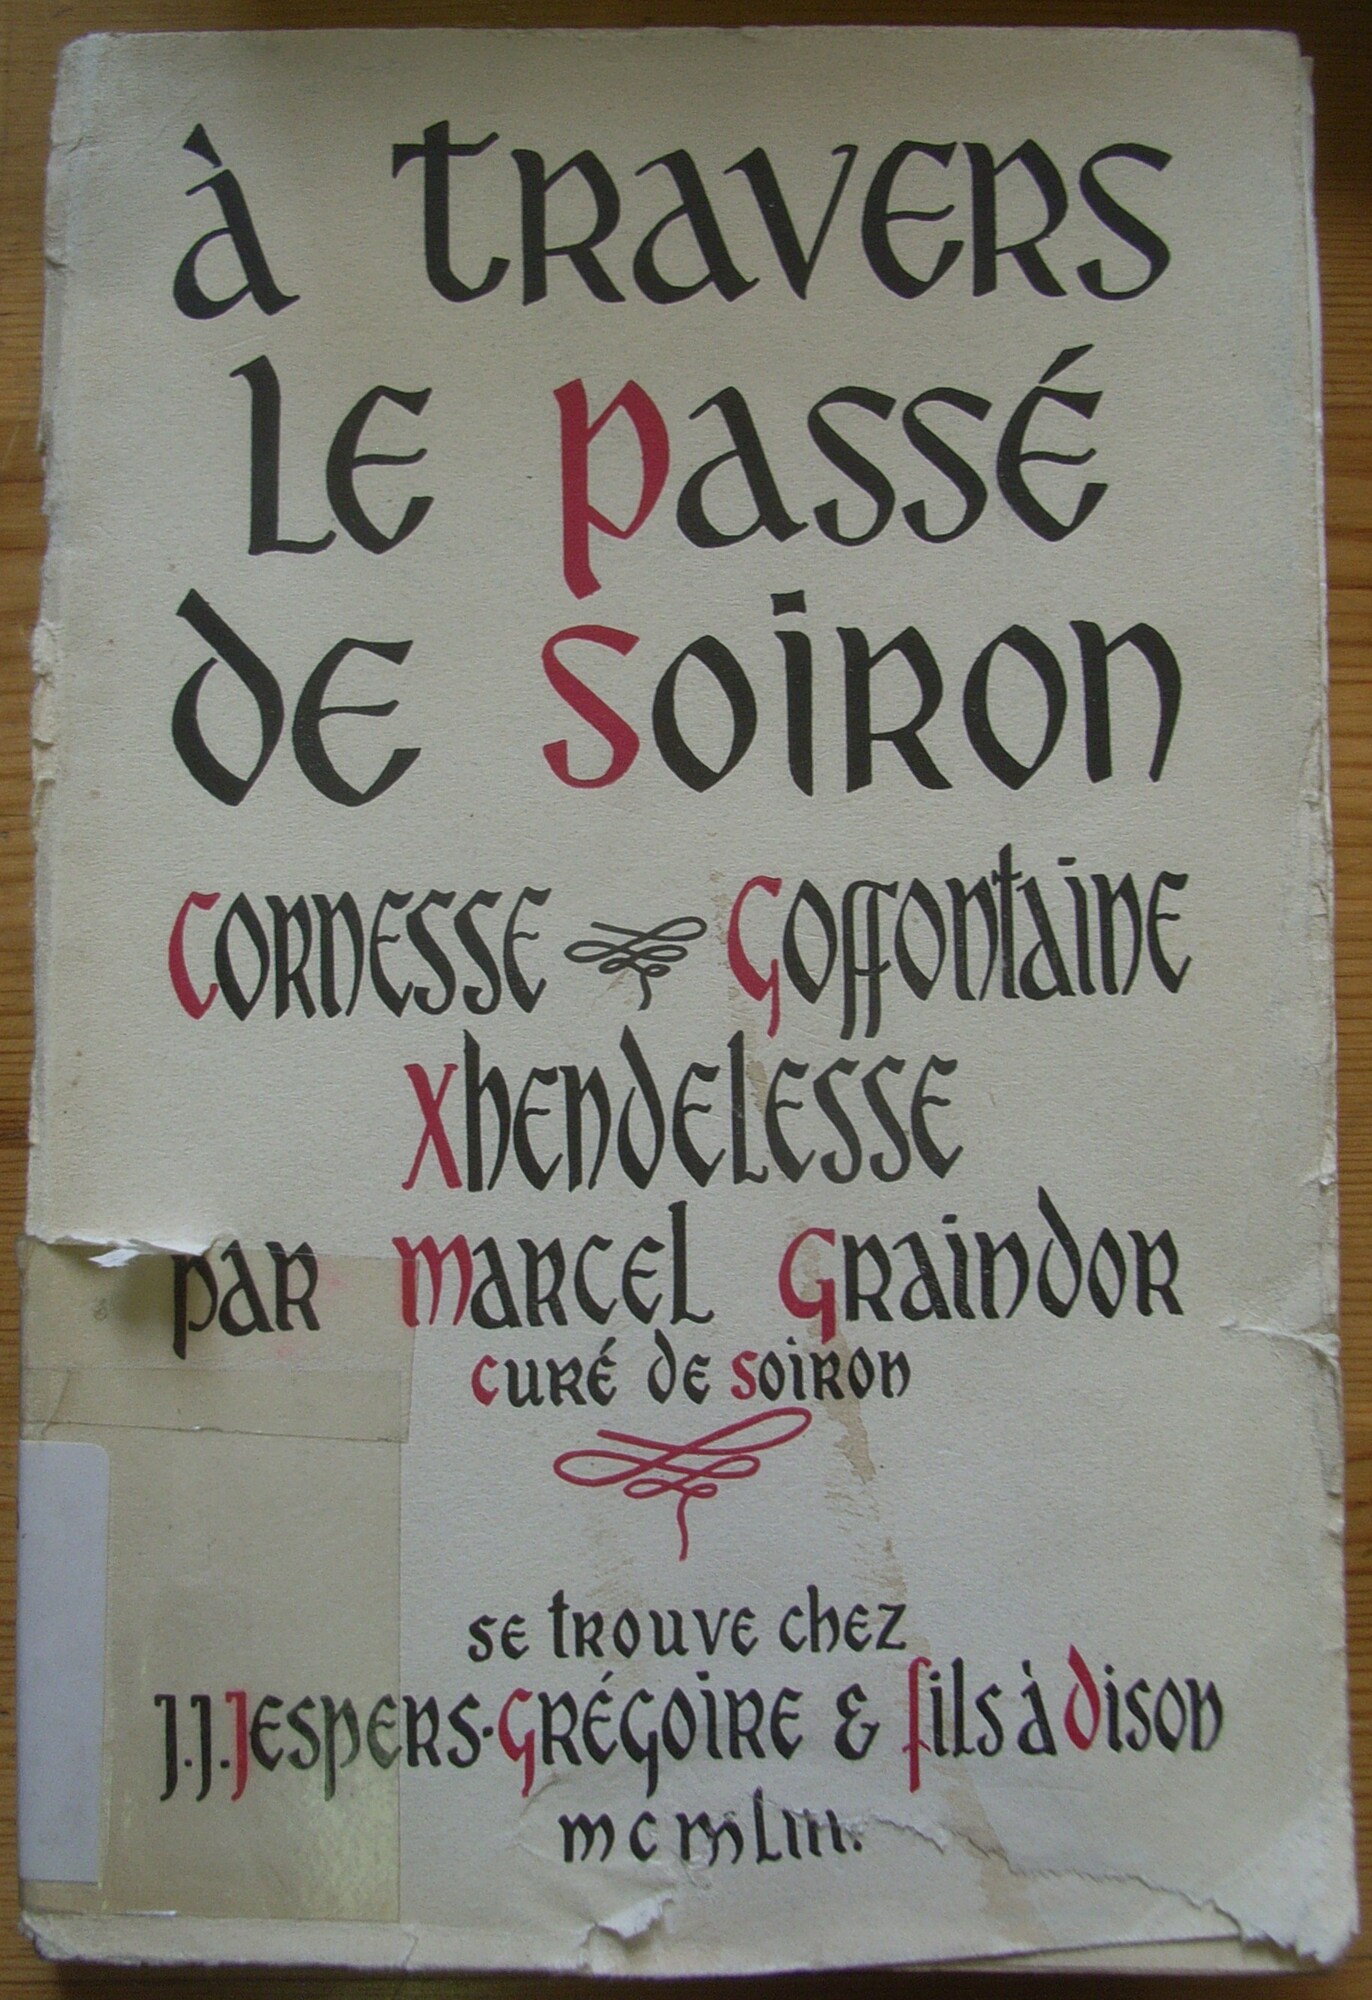 à travers
le passé
de soiron
cornesse goffontaine
xhendelesse
par marcel graindor
curé de soiron
se trouve chez
J.J. Jespers-Grégoire & fils à dison
mcmliii.